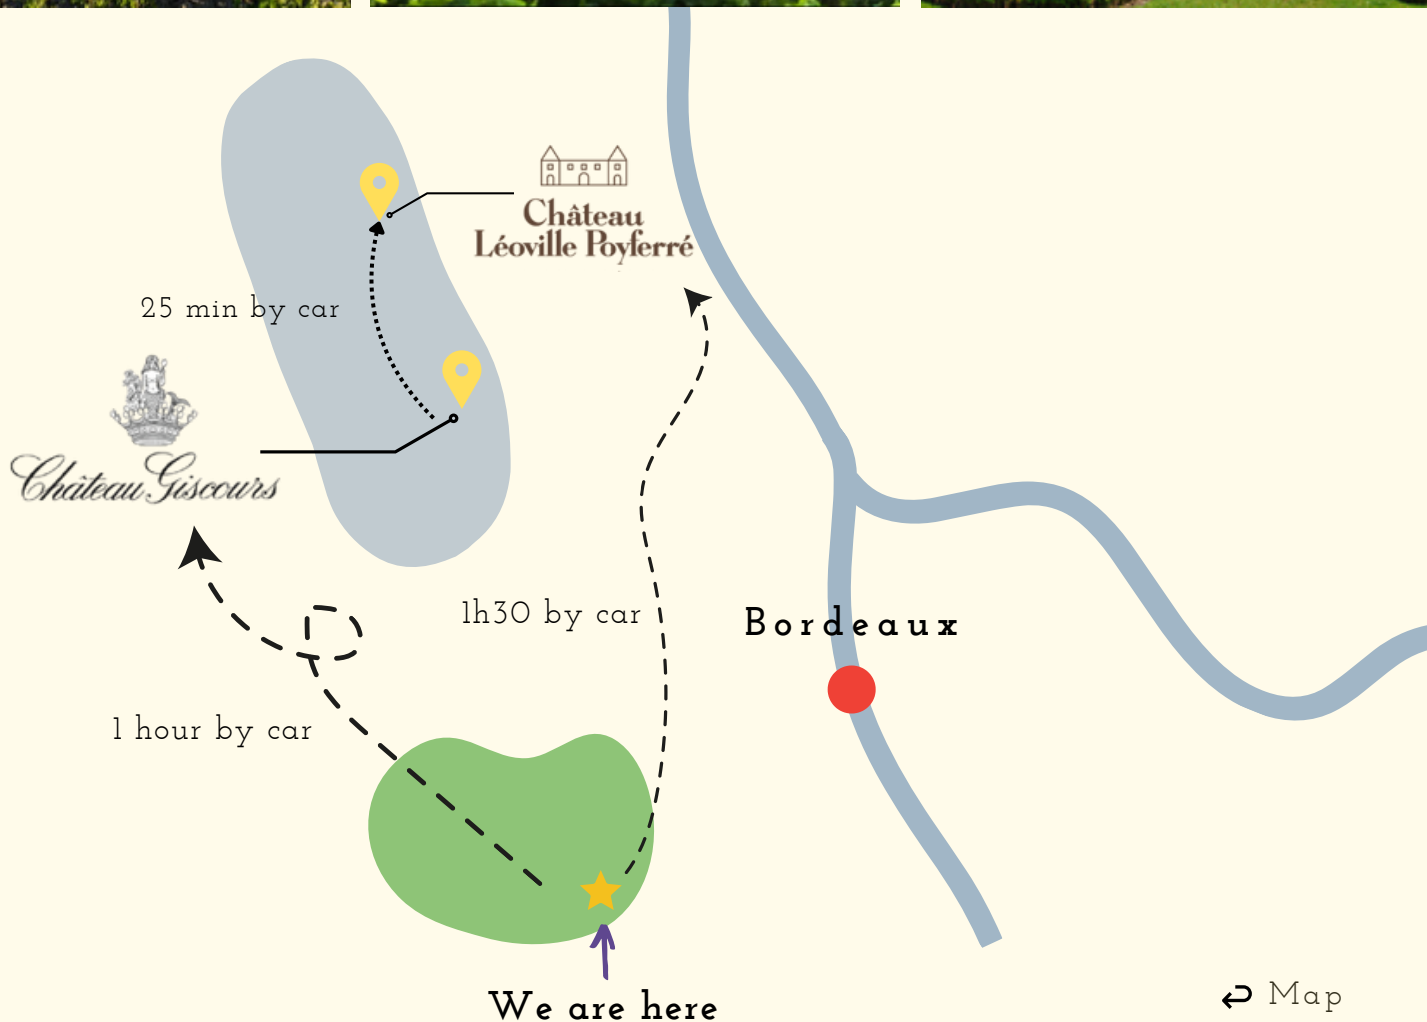 Château
Léoville Poyferré
25 min by car
Château Giscours
1h30 by car
Bordeaux
1 hour by car
We are here
Map